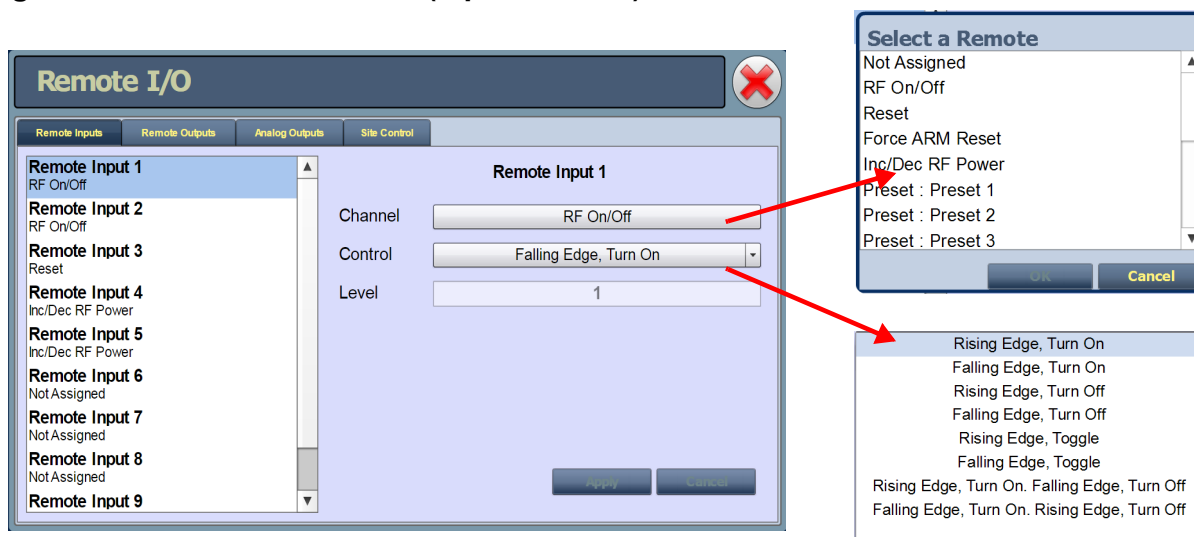 Remote I/O
Remote Inputs
Remote Outputs
Analog Outputs
Site Control
Remote Input 1
RF On/Off
Remote Input 2
RF On/Off
Remote Input 3
Reset
Remote Input 4
Inc/Dec RF Power
Remote Input 5
Inc/Dec RF Power
Remote Input 6
Not Assigned
Remote Input 7
Not Assigned
Remote Input 8
Not Assigned
Remote Input 9
Remote Input 1
Channel
RF On/Off
Control
Falling Edge, Turn On
Level
1
Apply
Cancel
Select a Remote
Not Assigned
RF On/Off
Reset
Force ARM Reset
Inc/Dec RF Power
Preset : Preset 1
Preset : Preset 2
Preset : Preset 3
OK
Cancel
Rising Edge, Turn On
Falling Edge, Turn On
Rising Edge, Turn Off
Falling Edge, Turn Off
Rising Edge, Toggle
Falling Edge, Toggle
Rising Edge, Turn On. Falling Edge, Turn Off
Falling Edge, Turn On. Rising Edge, Turn Off